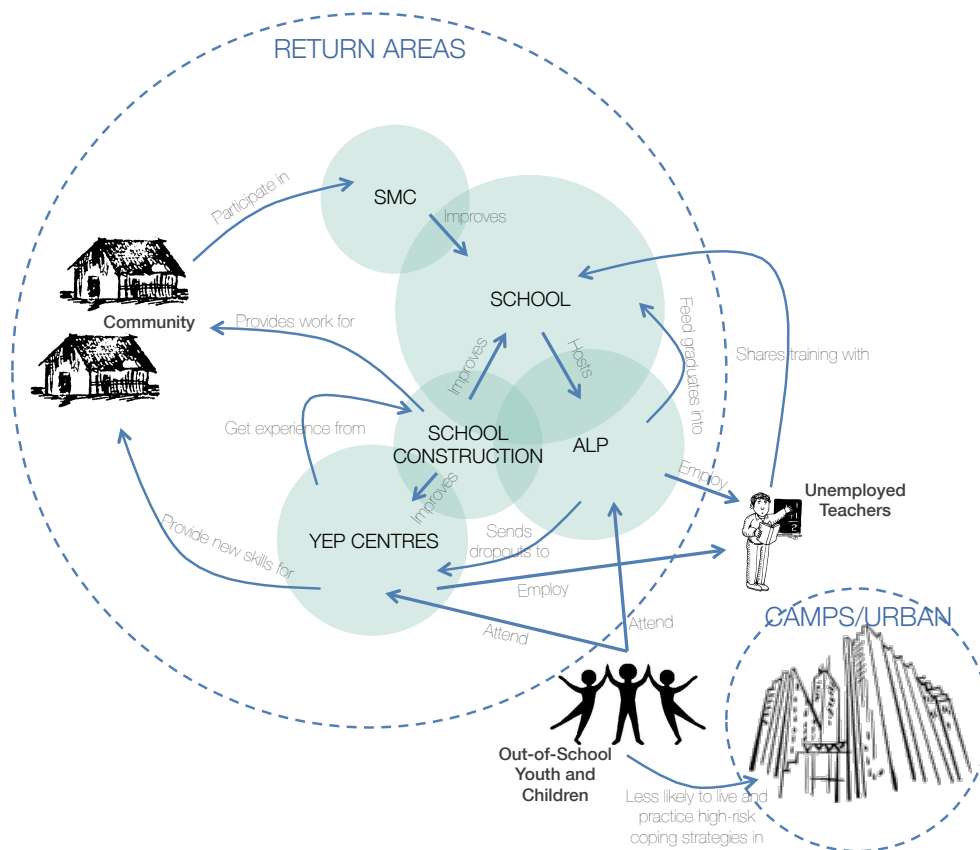 RETURN AREAS
SMC
Participate in
Improves
SCHOOL
Community
Provides work for
Improves
Hosts
Feed graduates into
Shares training with
Get experience from
SCHOOL
CONSTRUCTION
ALP
Improves
Employ
Unemployed
Teachers
YEP CENTRES
Sends
dropouts to
Provide new skills for
Employ
Attend
Attend
CAMPS/URBAN
Out-of-School
Youth and
Children
Less likely to live and
practice high-risk
coping strategies in